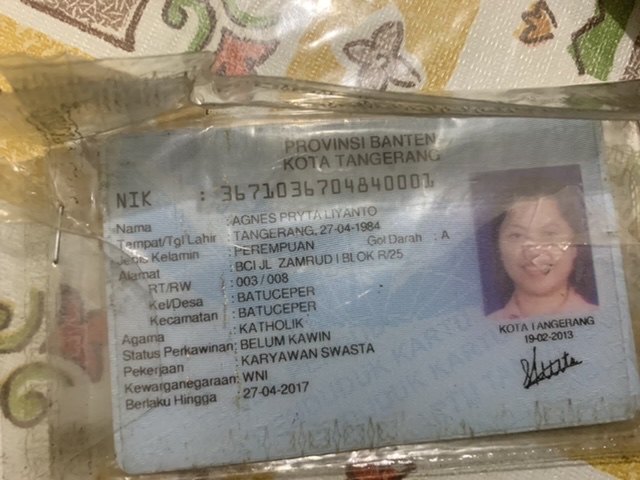 PROVINSI BANTEN
KOTA TANGERANG
NIK : 3671036704840001
Nama : AGNES PRYTA LIYANTO
Tempat/Tgl Lahir : TANGERANG, 27-04-1984
Jenis Kelamin : PEREMPUAN Gol Darah : A
Alamat : BCI JL ZAMRUD I BLOK R/25
RT/RW : 003 / 008
Kel/Desa : BATUCEPER
Kecamatan : BATUCEPER
Agama : KATHOLIK
Status Perkawinan: BELUM KAWIN
Pekerjaan : KARYAWAN SWASTA
Kewarganegaraan: WNI
Berlaku Hingga : 27-04-2017
KOTA TANGERANG
19-02-2013